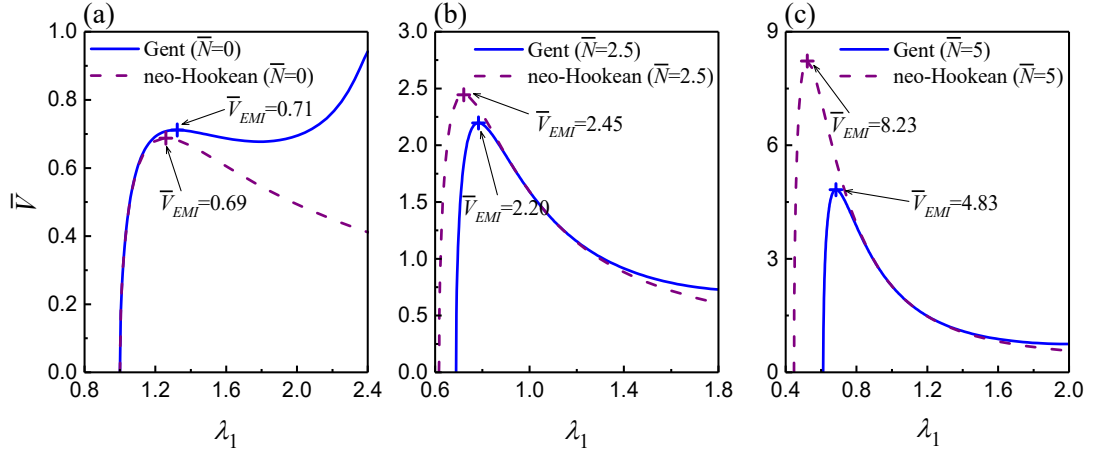 (a)
Gent (N̅=0)
neo-Hookean (N̅=0)
V̅EMI=0.71
V̅EMI=0.69
V̅
1.0
0.8
0.6
0.4
0.2
0.0
0.8 1.2 1.6 2.0 2.4
λ1
(b)
Gent (N̅=2.5)
neo-Hookean (N̅=2.5)
V̅EMI=2.45
V̅EMI=2.20
3.0
2.5
2.0
1.5
1.0
0.5
0.0
0.6 1.0 1.4 1.8
λ1
(c)
Gent (N̅=5)
neo-Hookean (N̅=5)
V̅EMI=8.23
V̅EMI=4.83
9
6
3
0
0.4 0.8 1.2 1.6 2.0
λ1